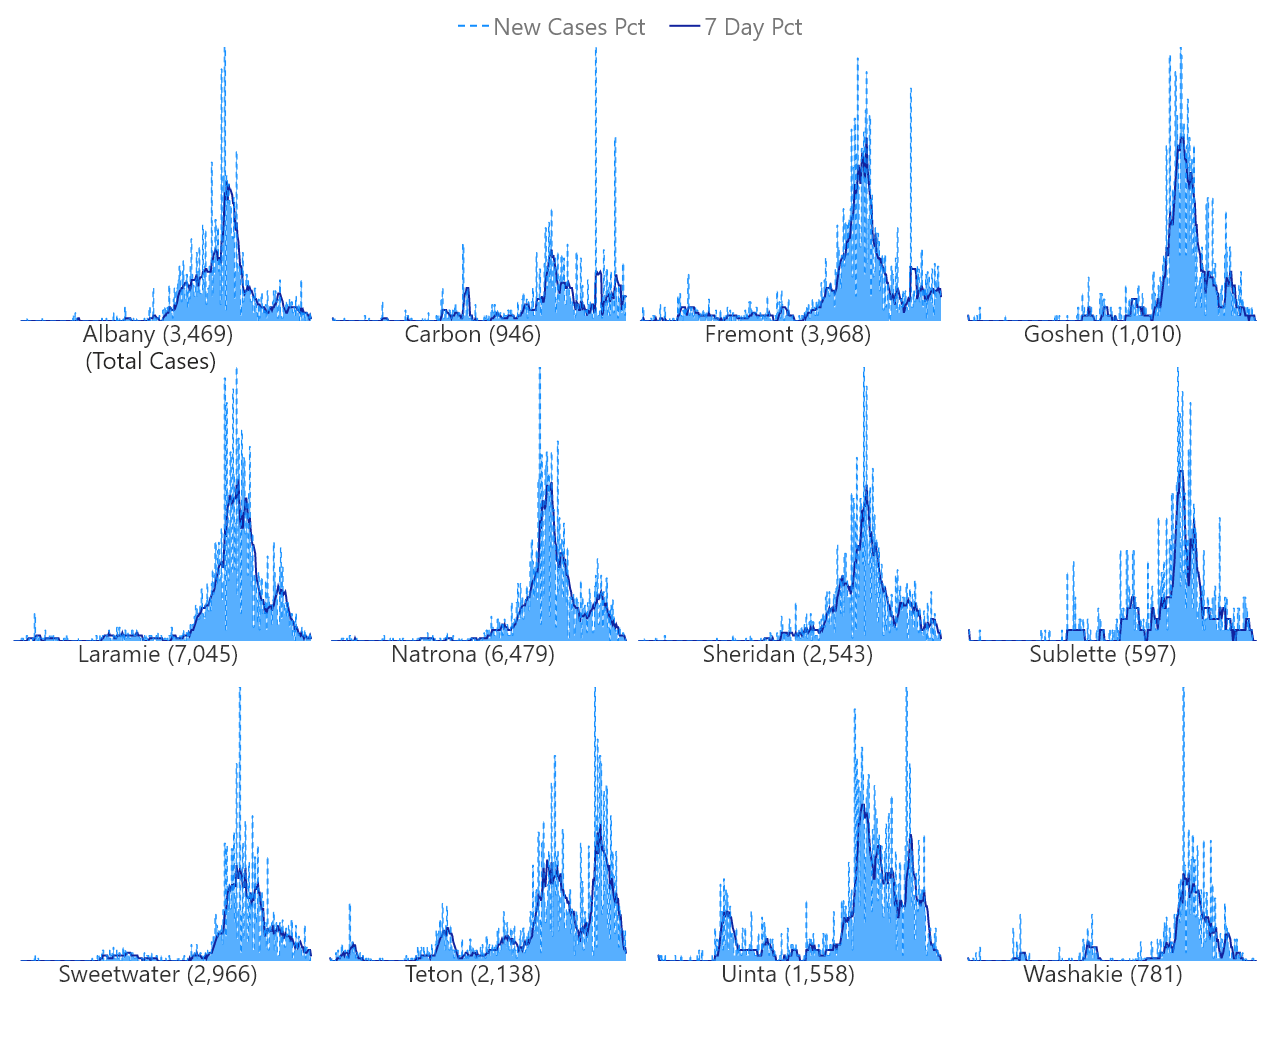 New Cases Pct 7 Day Pct
Albany (3,469) Carbon (946) Fremont (3,968) Goshen (1,010)
(Total Cases)
Laramie (7,045) Natrona (6,479) Sheridan (2,543) Sublette (597)
Sweetwater (2,966) Teton (2,138) Uinta (1,558) Washakie (781)